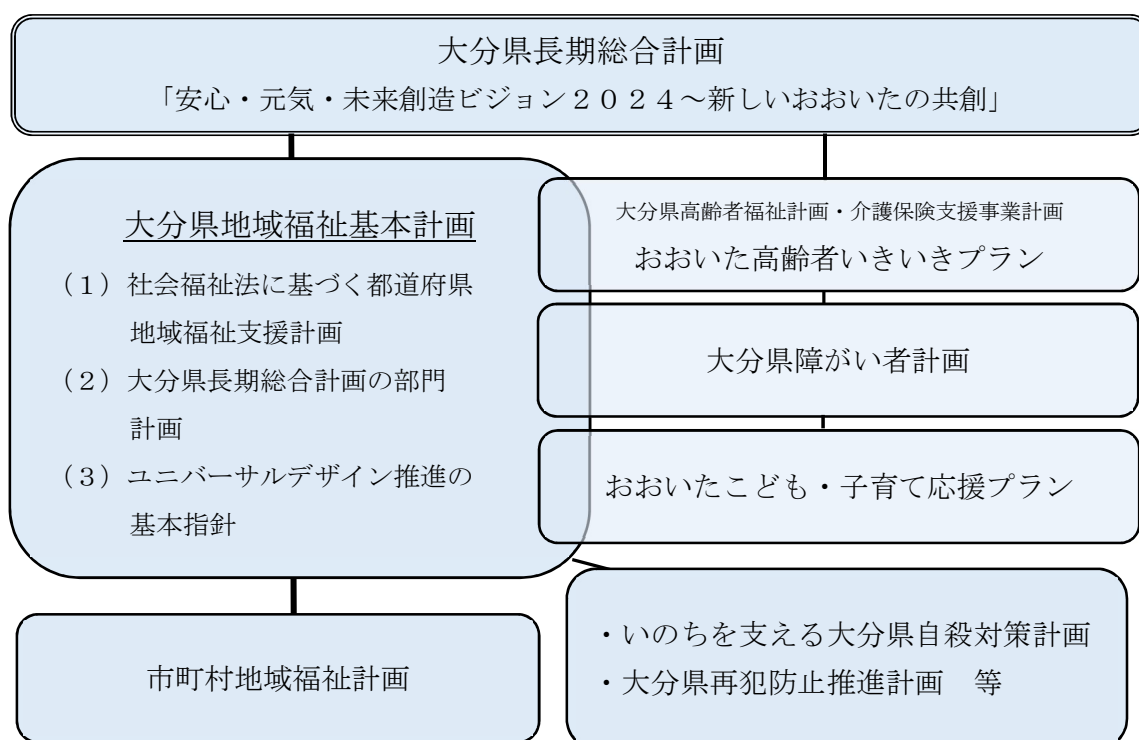 大分県長期総合計画
「安心・元気・未来創造ビジョン２０２４～新しいおおいたの共創」
大分県地域福祉基本計画
（１）社会福祉法に基づく都道府県
地域福祉支援計画
（２）大分県長期総合計画の部門
計画
（３）ユニバーサルデザイン推進の
基本指針
大分県高齢者福祉計画・介護保険支援事業計画
おおいた高齢者いきいきプラン
大分県障がい者計画
おおいたこども・子育て応援プラン
市町村地域福祉計画
・いのちを支える大分県自殺対策計画
・大分県再犯防止推進計画　等